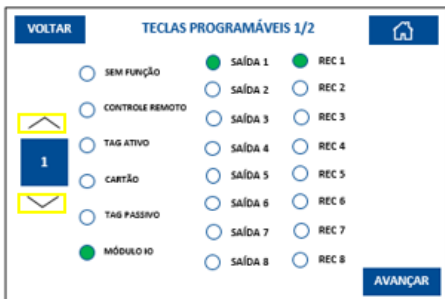 VOLTAR
TECLAS PROGRAMÁVEIS 1/2
SEM FUNÇÃO
CONTROLE REMOTO
TAG ATIVO
CARTÃO
TAG PASSIVO
MÓDULO IO
1
SAÍDA 1
SAÍDA 2
SAÍDA 3
SAÍDA 4
SAÍDA 5
SAÍDA 6
SAÍDA 7
SAÍDA 8
REC 1
REC 2
REC 3
REC 4
REC 5
REC 6
REC 7
REC 8
AVANÇAR